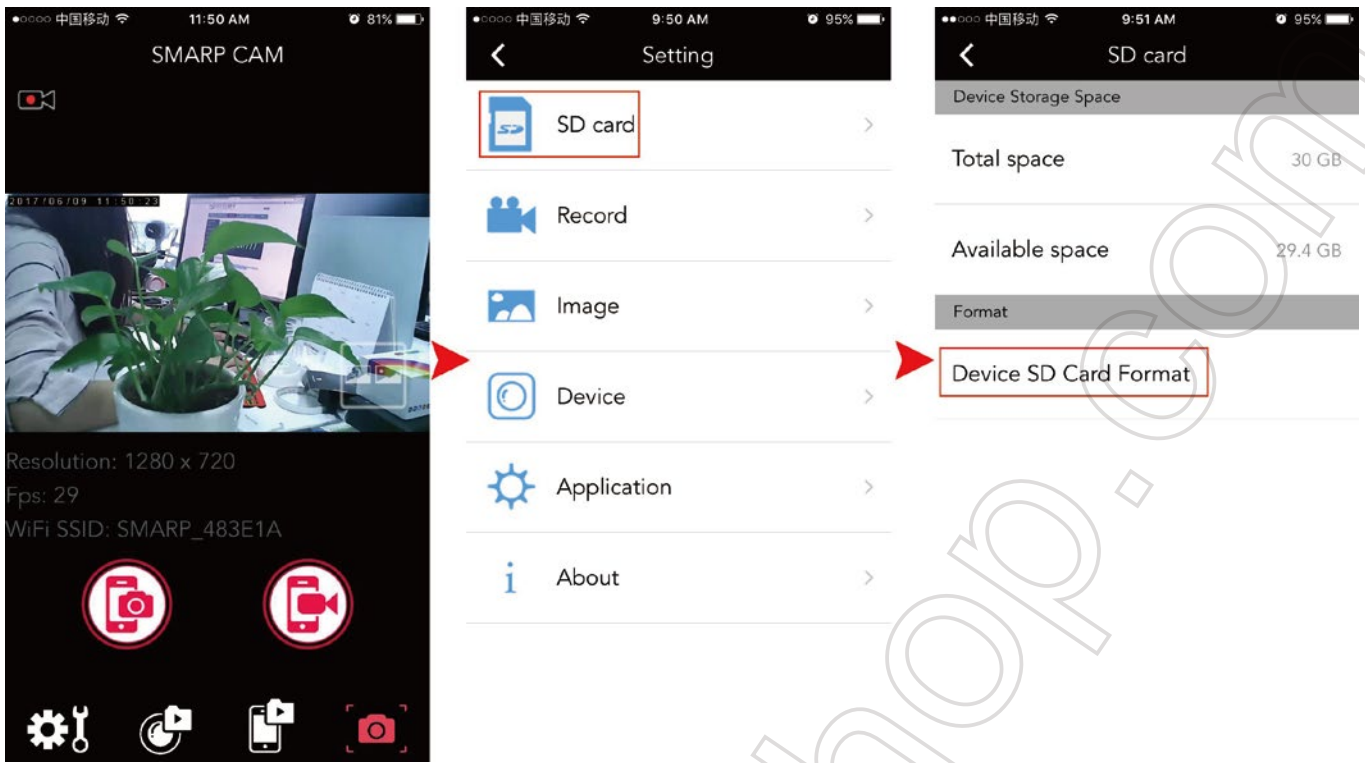 中国移动 11:50 AM 81%
SMARP CAM
2017/06/09 11:50:23
Resolution: 1280 x 720
Fps: 29
WiFi SSID: SMARP_483E1A
中国移动 9:50 AM 95%
Setting
SD card
Record
Image
Device
Application
i About
中国移动 9:51 AM 95%
SD card
Device Storage Space
Total space 30 GB
Available space 29.4 GB
Format
Device SD Card Format
hop.com